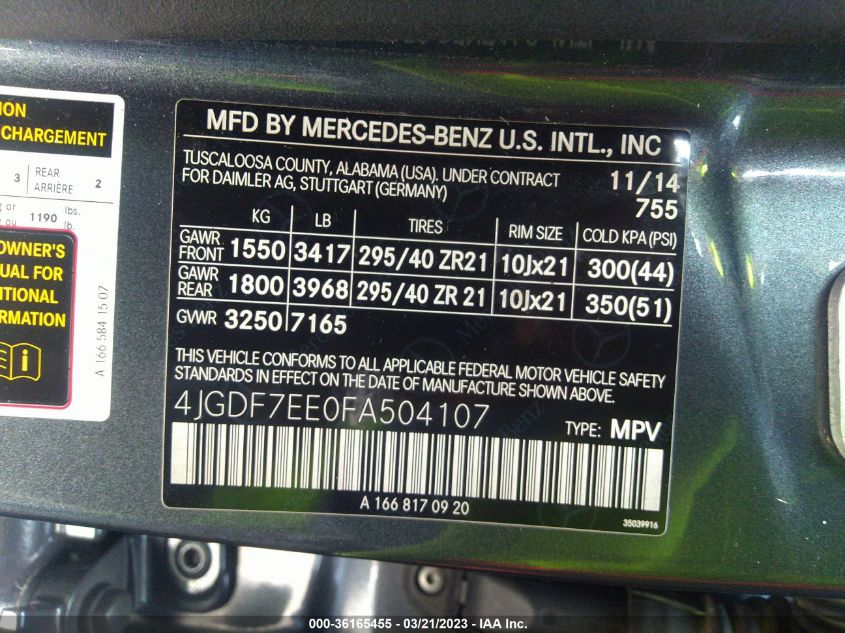 ION
CHARGEMENT
3 REAR ARRIÈRE 2
or 1190 lbs.
lb.
OWNER'S
UAL FOR
ITIONAL
FORMATION
i
A 166 584 15 07
MFD BY MERCEDES-BENZ U.S. INTL., INC
TUSCALOOSA COUNTY, ALABAMA (USA). UNDER CONTRACT 11/14
FOR DAIMLER AG, STUTTGART (GERMANY) 755
KG LB TIRES RIM SIZE COLD KPA (PSI)
GAWR FRONT 1550 3417 295/40 ZR21 10Jx21 300(44)
GAWR REAR 1800 3968 295/40 ZR 21 10Jx21 350(51)
GVWR 3250 7165
THIS VEHICLE CONFORMS TO ALL APPLICABLE FEDERAL MOTOR VEHICLE SAFETY
STANDARDS IN EFFECT ON THE DATE OF MANUFACTURE SHOWN ABOVE.
4JGDF7EE0FA504107
TYPE: MPV
A 166 817 09 20
35039916
000-36165455 - 03/21/2023 - IAA Inc.